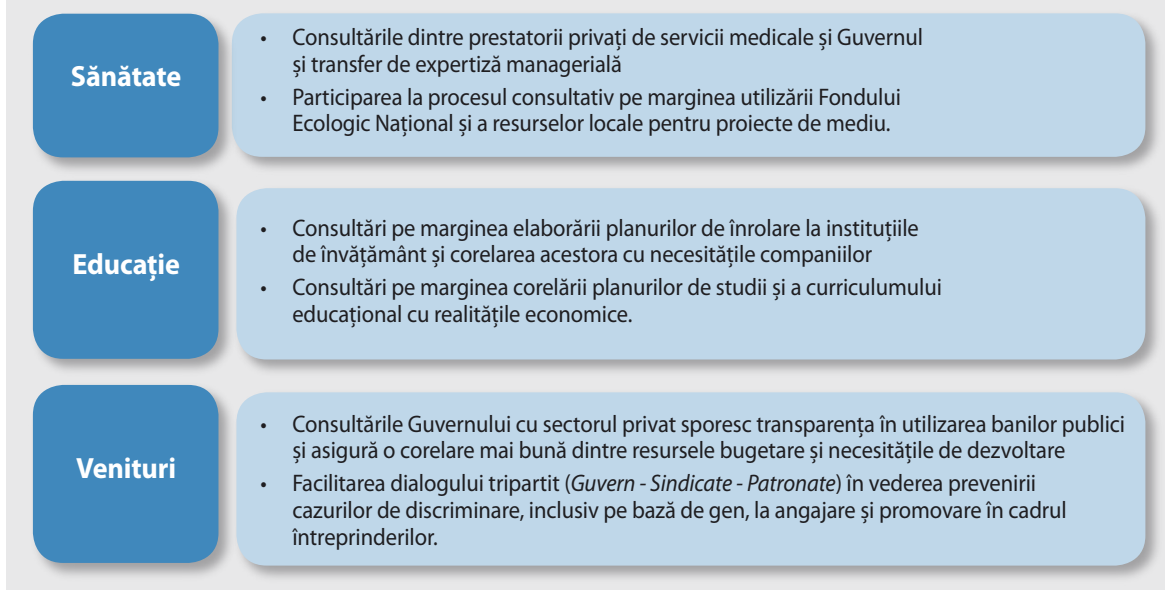 Sănătate
• Consultările dintre prestatorii privați de servicii medicale și Guvernul
și transfer de expertiză managerială
• Participarea la procesul consultativ pe marginea utilizării Fondului
Ecologic Național și a resurselor locale pentru proiecte de mediu.
Educație
• Consultări pe marginea elaborării planurilor de înrolare la instituțiile
de învățământ și corelarea acestora cu necesitățile companiilor
• Consultări pe marginea corelării planurilor de studii și a curriculumului
educațional cu realitățile economice.
Venituri
• Consultările Guvernului cu sectorul privat sporesc transparența în utilizarea banilor publici
și asigură o corelare mai bună dintre resursele bugetare și necesitățile de dezvoltare
• Facilitarea dialogului tripartit (Guvern - Sindicate - Patronate) în vederea prevenirii
cazurilor de discriminare, inclusiv pe bază de gen, la angajare și promovare în cadrul
întreprinderilor.